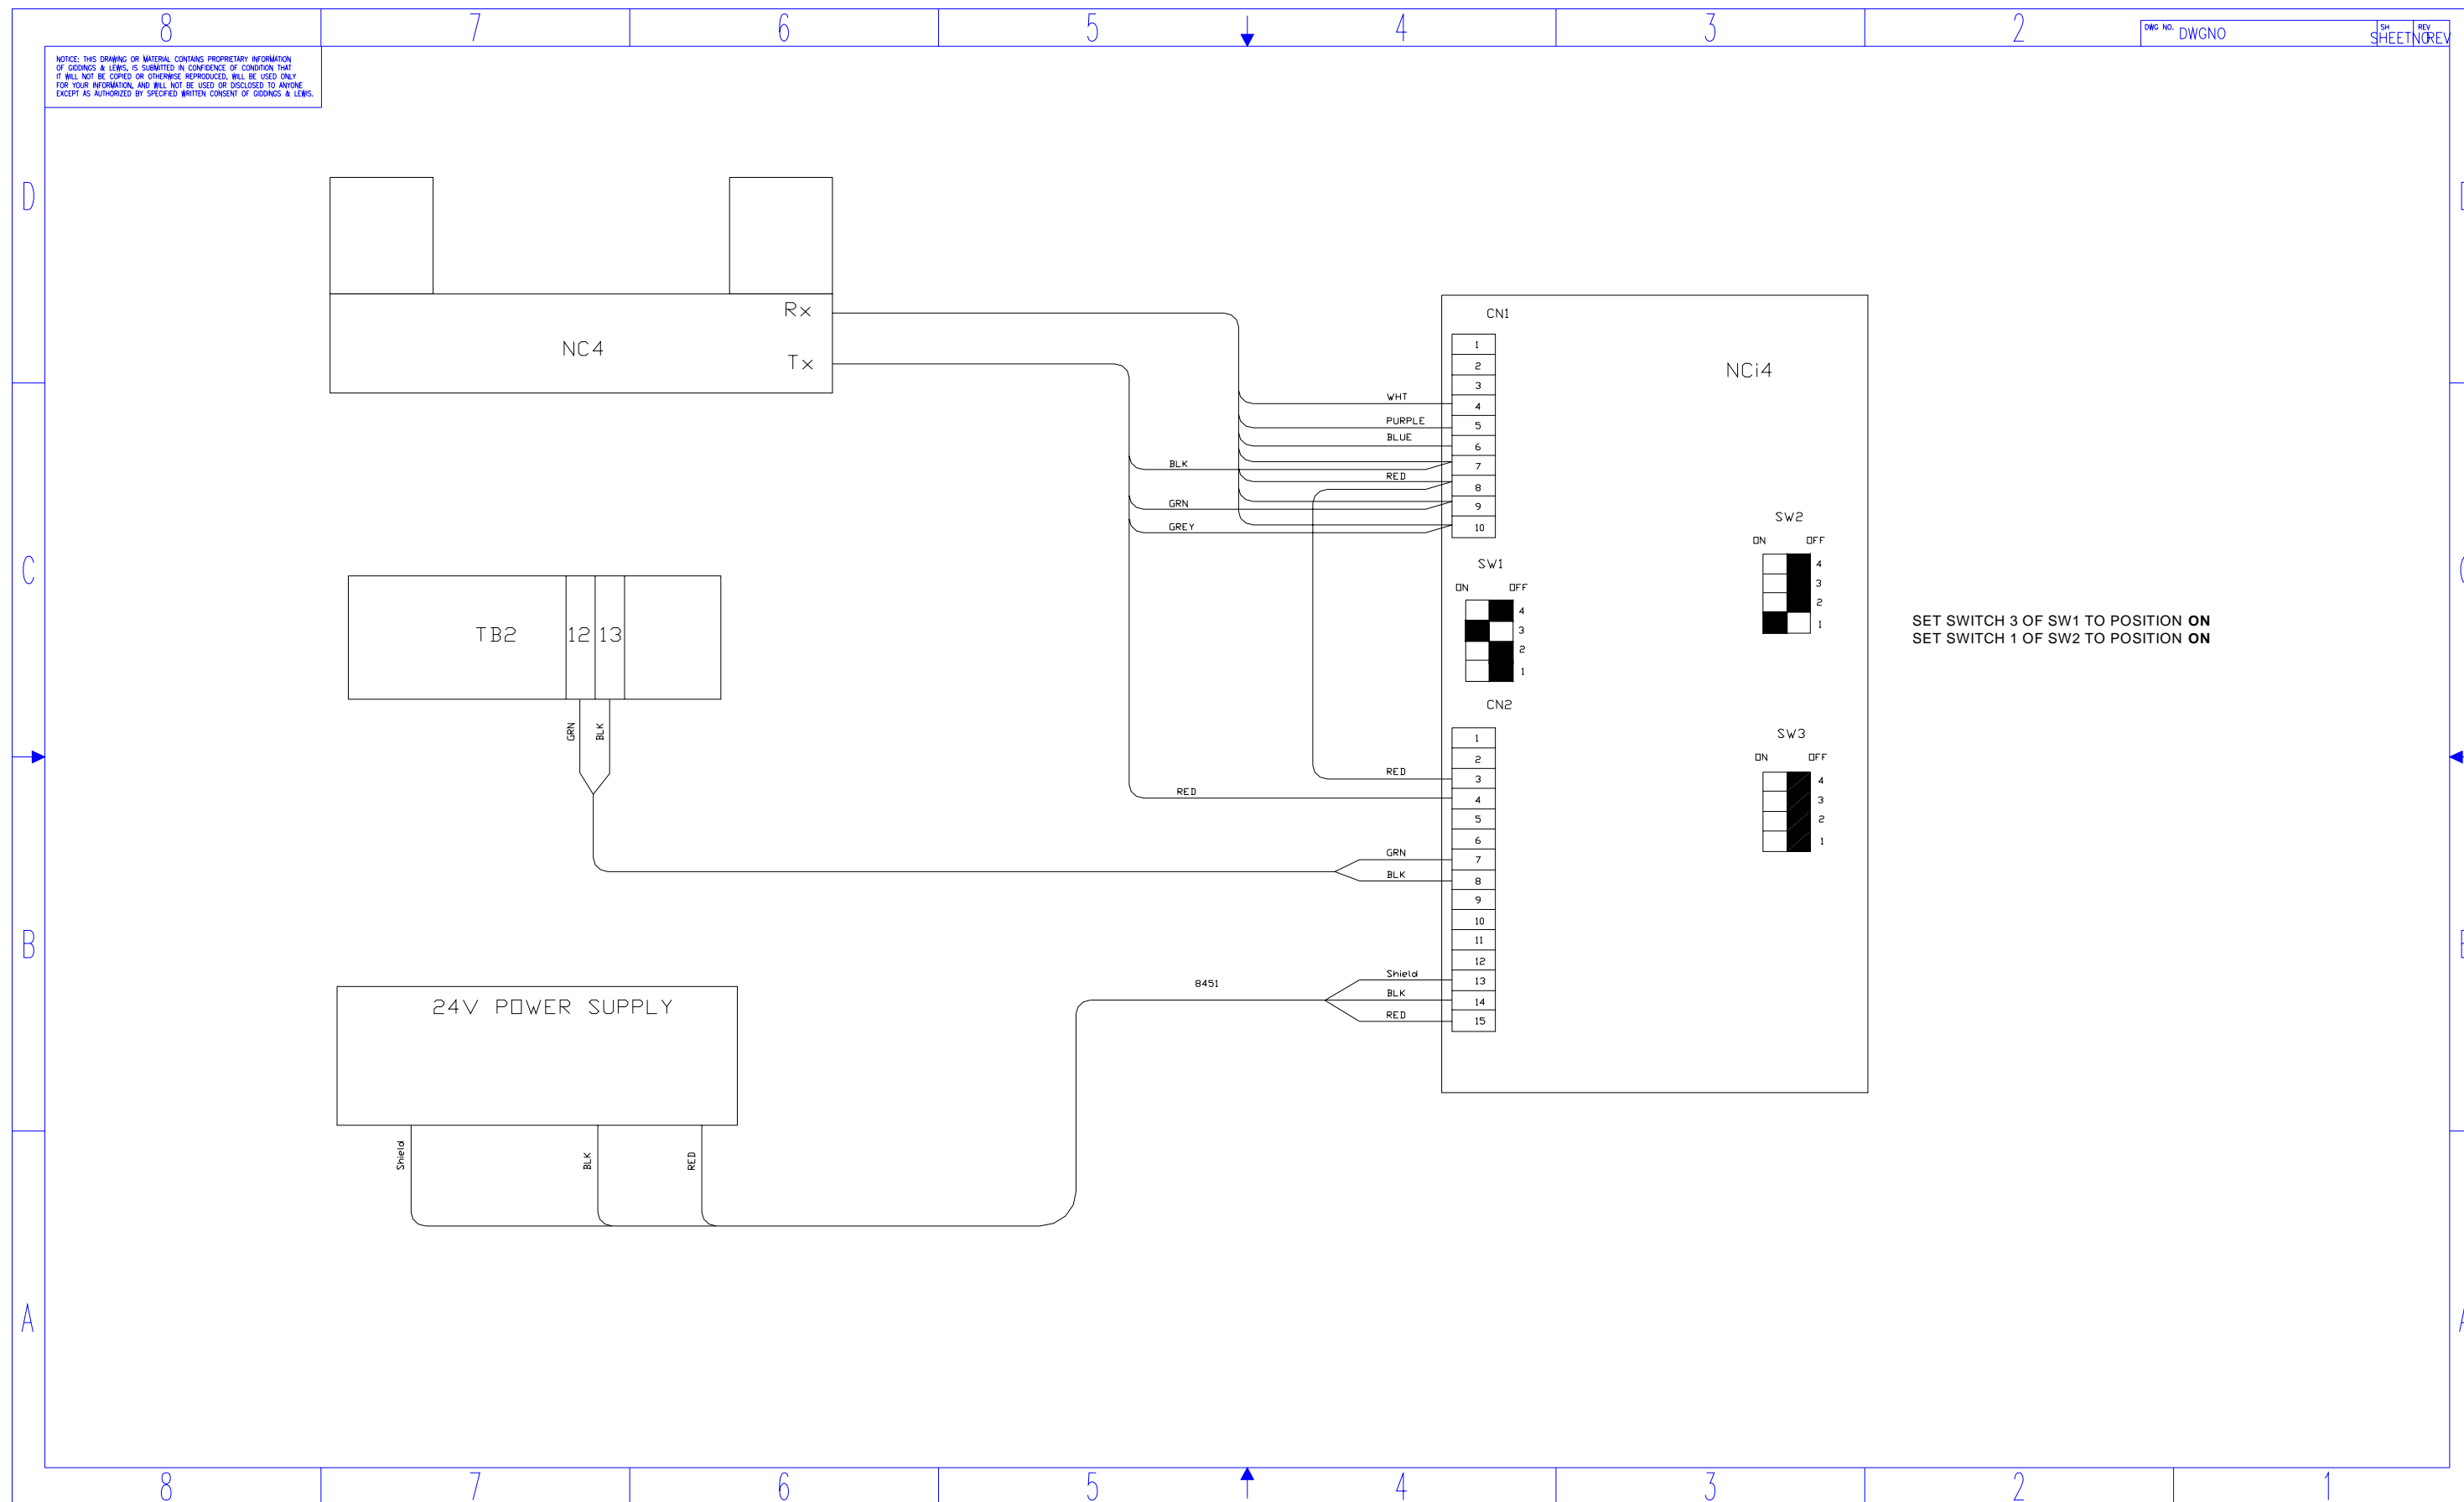 8 7 6 5 4 3 2
DWG NO. DWGNO
SH SHEETNO
REV REV
NOTICE: THIS DRAWING OR MATERIAL CONTAINS PROPRIETARY INFORMATION
OF GIDDINGS & LEWIS, IS SUBMITTED IN CONFIDENCE OF CONDITION THAT
IT WILL NOT BE COPIED OR OTHERWISE REPRODUCED, WILL BE USED ONLY
FOR YOUR INFORMATION, AND WILL NOT BE USED OR DISCLOSED TO ANYONE
EXCEPT AS AUTHORIZED BY SPECIFIED WRITTEN CONSENT OF GIDDINGS & LEWIS.
D
C
B
A
Rx
NC4
Tx
CN1
1
2
3
4
5
6
7
8
9
10
NCi4
WHT
PURPLE
BLUE
BLK
RED
GRN
GREY
SW1
ON OFF
4
3
2
1
SW2
ON OFF
4
3
2
1
SET SWITCH 3 OF SW1 TO POSITION ON
SET SWITCH 1 OF SW2 TO POSITION ON
TB2 12 13
GRN
BLK
CN2
1
2
3
4
5
6
7
8
9
10
11
12
13
14
15
SW3
ON OFF
4
3
2
1
RED
RED
GRN
BLK
24V POWER SUPPLY
8451
Shield
BLK
RED
Shield
BLK
RED
8 7 6 5 4 3 2 1